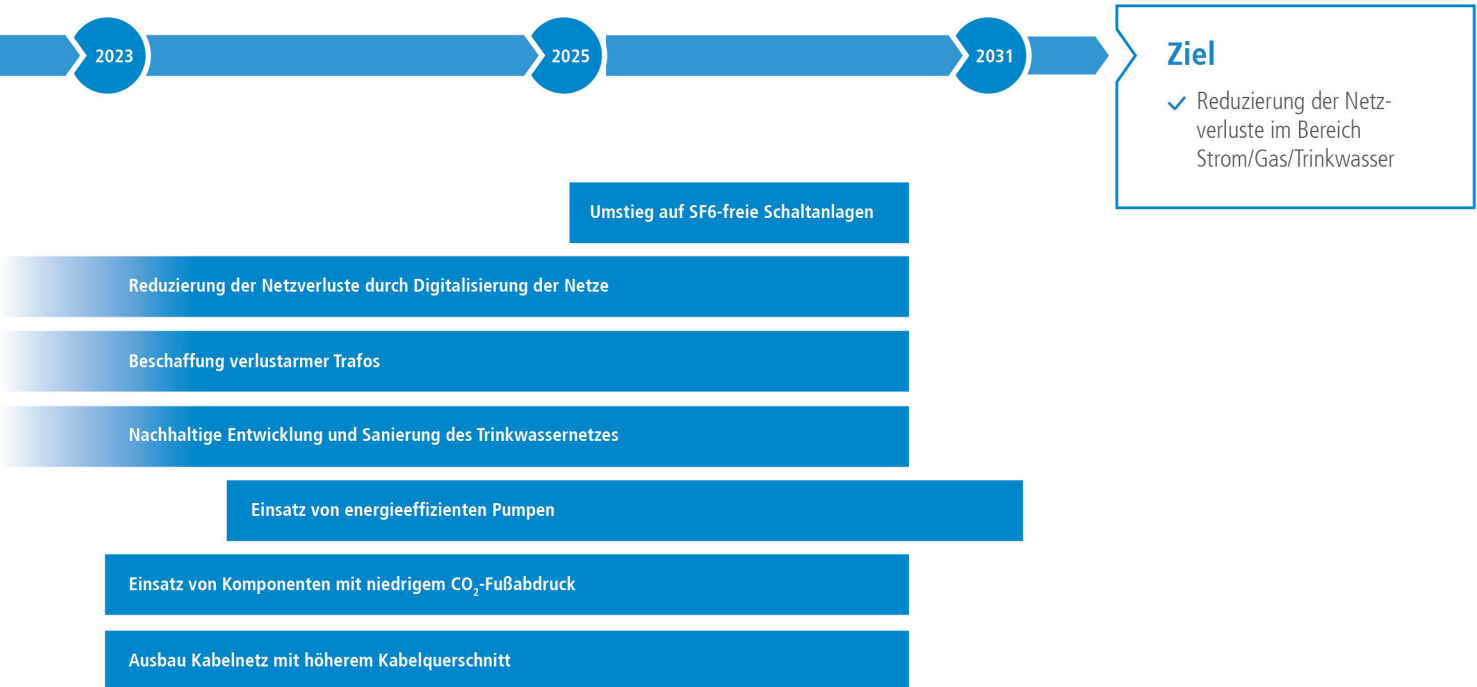 2023
2025
2031
Ziel
Reduzierung der Netz-
verluste im Bereich
Strom/Gas/Trinkwasser
Umstieg auf SF6-freie Schaltanlagen
Reduzierung der Netzverluste durch Digitalisierung der Netze
Beschaffung verlustarmer Trafos
Nachhaltige Entwicklung und Sanierung des Trinkwassernetzes
Einsatz von energieeffizienten Pumpen
Einsatz von Komponenten mit niedrigem CO₂-Fußabdruck
Ausbau Kabelnetz mit höherem Kabelquerschnitt